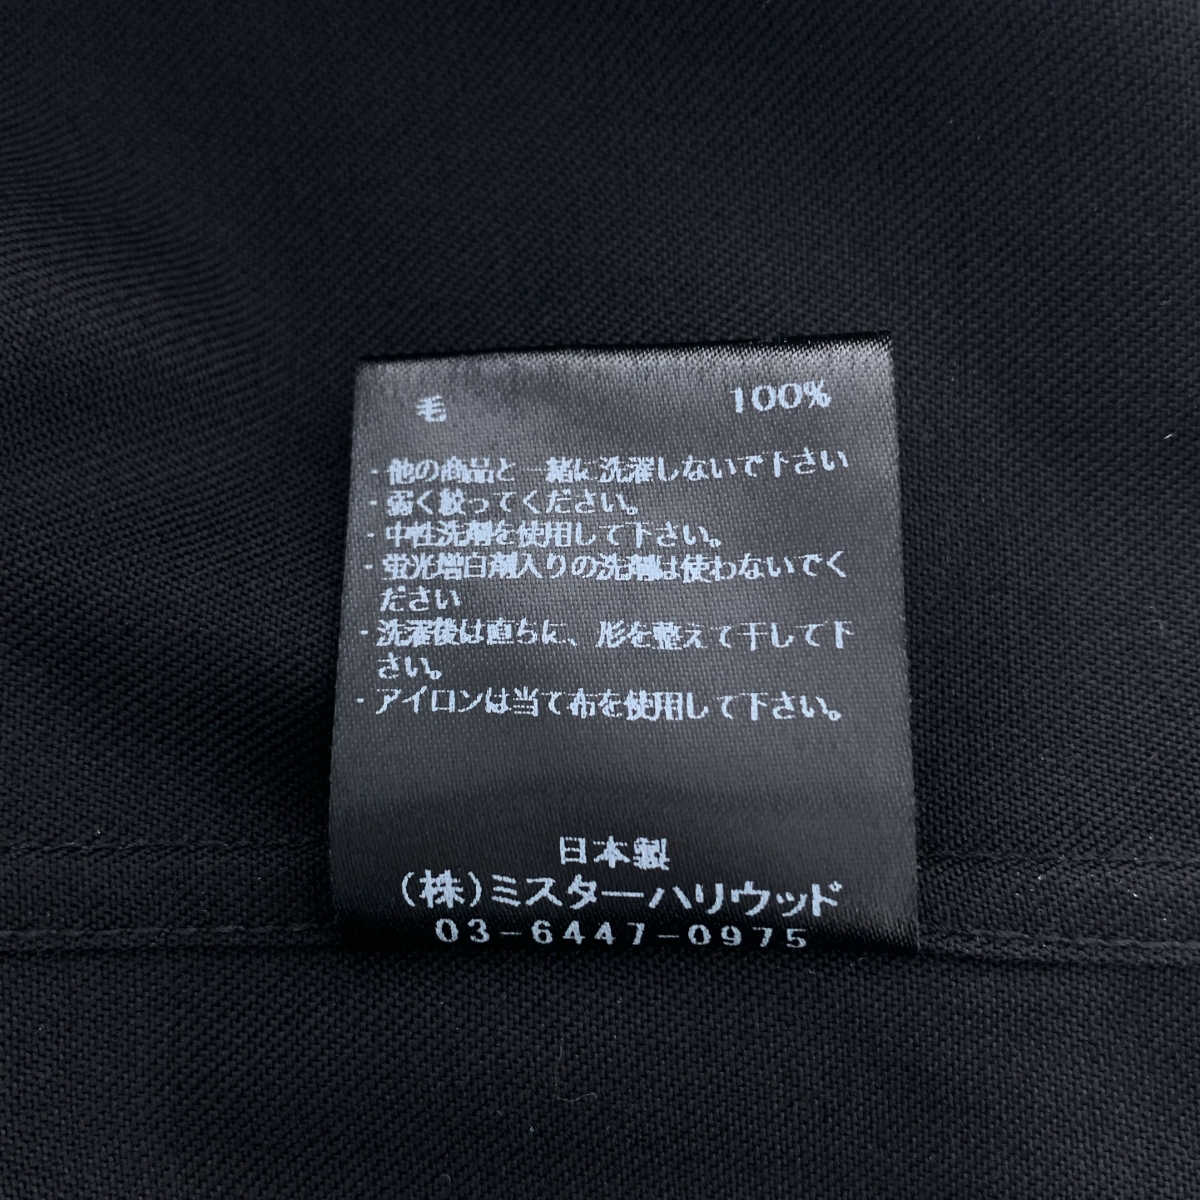 毛 100%
・他の商品と一緒に洗濯しないで下さい
・弱く絞ってください。
・中性洗剤を使用して下さい。
・蛍光増白剤入りの洗剤は使わないでく
ださい
・洗濯後は直らに、形を整えて干して下
さい。
・アイロンは当て布を使用して下さい。
日本製
(株)ミスターハリウッド
03-6447-0975